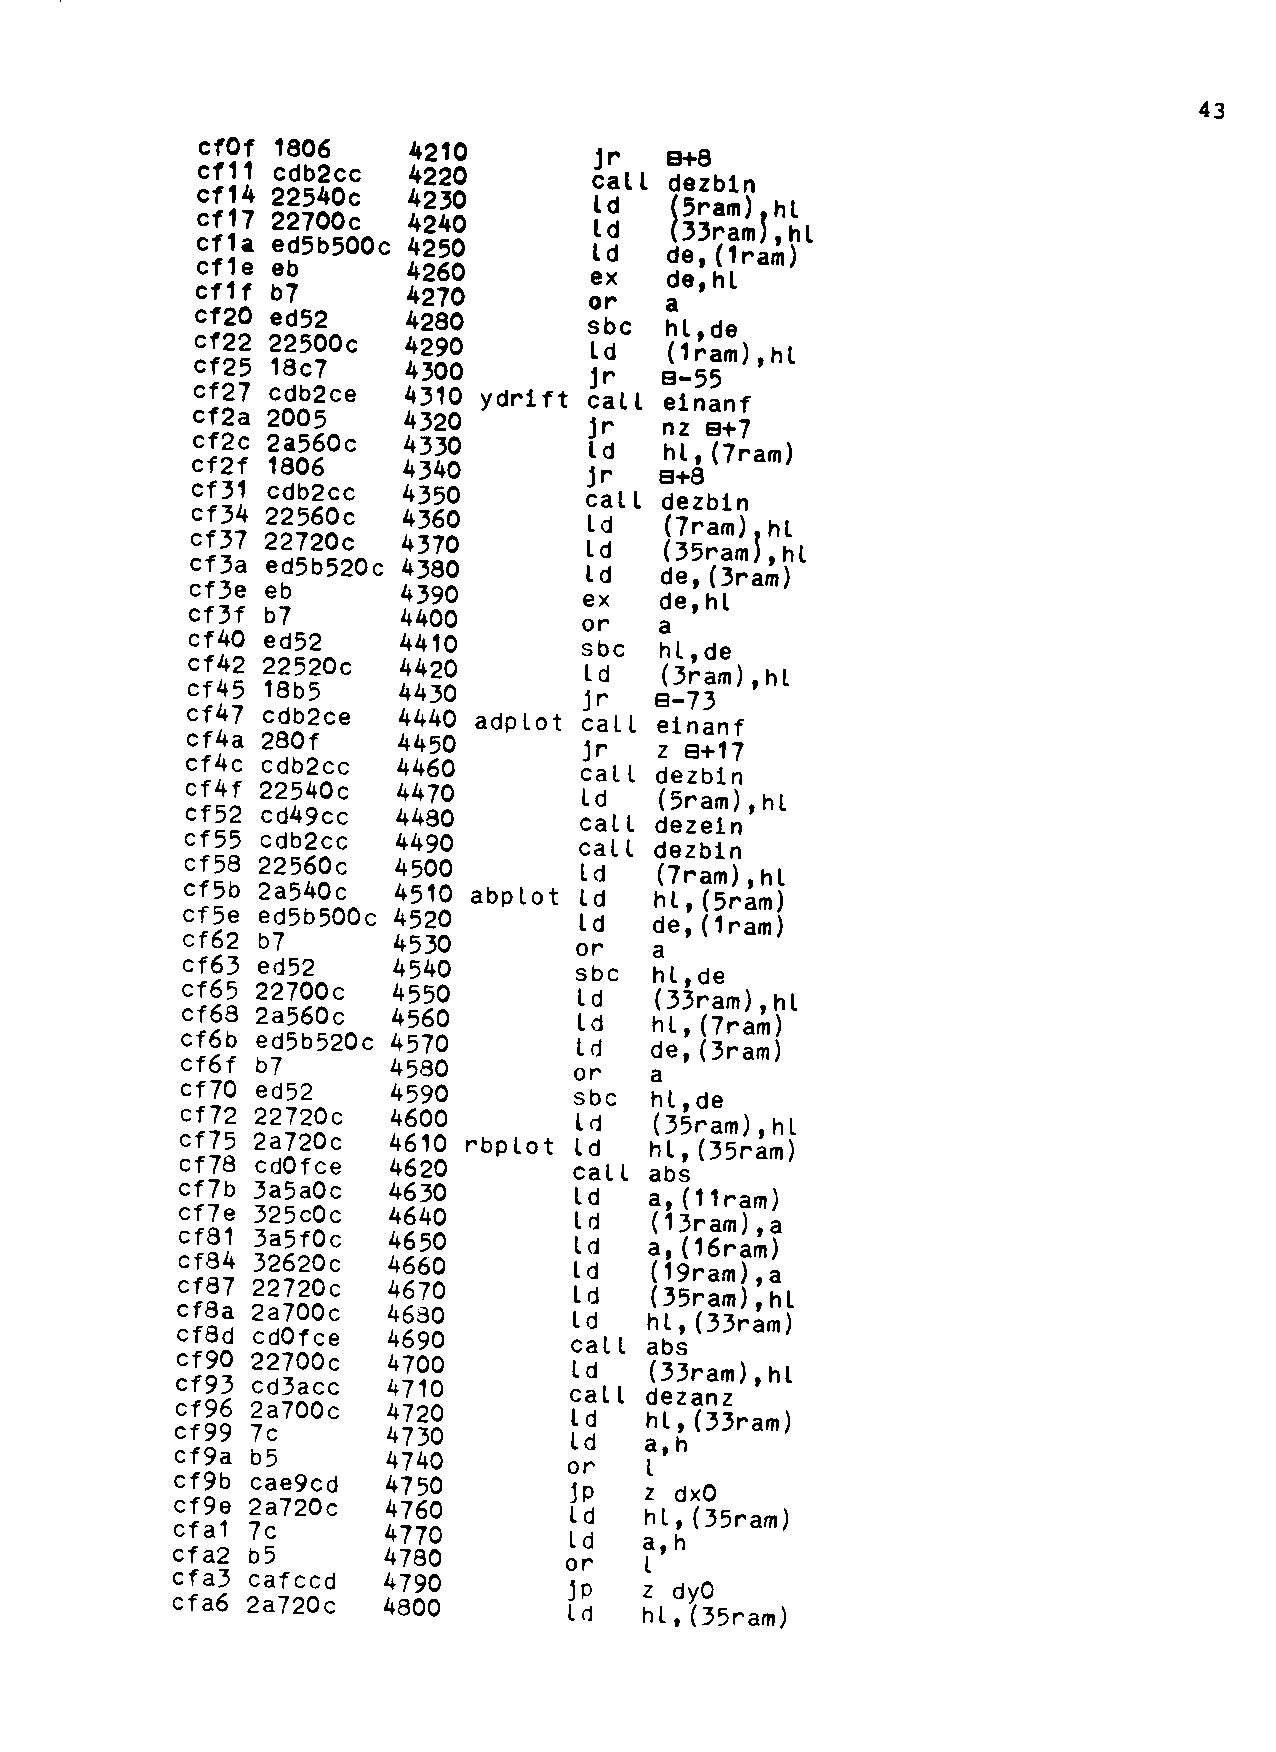 43
cf0f 1806 4210 jr ⌸+8
cf11 cdb2cc 4220 call dezbin
cf14 22540c 4230 ld (5ram),hl
cf17 22700c 4240 ld (33ram),hl
cf1a ed5b500c 4250 ld de,(1ram)
cf1e eb 4260 ex de,hl
cf1f b7 4270 or a
cf20 ed52 4280 sbc hl,de
cf22 22500c 4290 ld (1ram),hl
cf25 18c7 4300 jr ⌸-55
cf27 cdb2ce 4310 ydrift call einanf
cf2a 2005 4320 jr nz ⌸+7
cf2c 2a560c 4330 ld hl,(7ram)
cf2f 1806 4340 jr ⌸+8
cf31 cdb2cc 4350 call dezbin
cf34 22560c 4360 ld (7ram),hl
cf37 22720c 4370 ld (35ram),hl
cf3a ed5b520c 4380 ld de,(3ram)
cf3e eb 4390 ex de,hl
cf3f b7 4400 or a
cf40 ed52 4410 sbc hl,de
cf42 22520c 4420 ld (3ram),hl
cf45 18b5 4430 jr ⌸-73
cf47 cdb2ce 4440 adplot call einanf
cf4a 280f 4450 jr z ⌸+17
cf4c cdb2cc 4460 call dezbin
cf4f 22540c 4470 ld (5ram),hl
cf52 cd49cc 4480 call dezein
cf55 cdb2cc 4490 call dezbin
cf58 22560c 4500 ld (7ram),hl
cf5b 2a540c 4510 abplot ld hl,(5ram)
cf5e ed5b500c 4520 ld de,(1ram)
cf62 b7 4530 or a
cf63 ed52 4540 sbc hl,de
cf65 22700c 4550 ld (33ram),hl
cf68 2a560c 4560 ld hl,(7ram)
cf6b ed5b520c 4570 ld de,(3ram)
cf6f b7 4580 or a
cf70 ed52 4590 sbc hl,de
cf72 22720c 4600 ld (35ram),hl
cf75 2a720c 4610 rbplot ld hl,(35ram)
cf78 cd0fce 4620 call abs
cf7b 3a5a0c 4630 ld a,(11ram)
cf7e 325c0c 4640 ld (13ram),a
cf81 3a5f0c 4650 ld a,(16ram)
cf84 32620c 4660 ld (19ram),a
cf87 22720c 4670 ld (35ram),hl
cf8a 2a700c 4680 ld hl,(33ram)
cf8d cd0fce 4690 call abs
cf90 22700c 4700 ld (33ram),hl
cf93 cd3acc 4710 call dezanz
cf96 2a700c 4720 ld hl,(33ram)
cf99 7c 4730 ld a,h
cf9a b5 4740 or l
cf9b cae9cd 4750 jp z dx0
cf9e 2a720c 4760 ld hl,(35ram)
cfa1 7c 4770 ld a,h
cfa2 b5 4780 or l
cfa3 cafccd 4790 jp z dy0
cfa6 2a720c 4800 ld hl,(35ram)